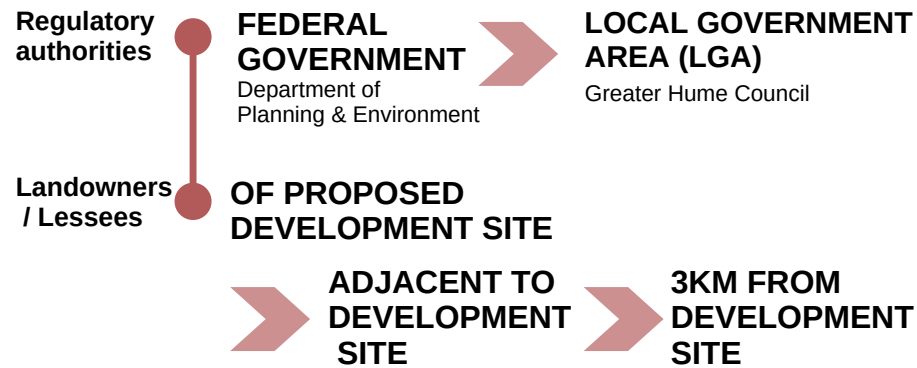 Regulatory
authorities
FEDERAL
GOVERNMENT
Department of
Planning & Environment
LOCAL GOVERNMENT
AREA (LGA)
Greater Hume Council
Landowners
/ Lessees
OF PROPOSED
DEVELOPMENT SITE
ADJACENT TO
DEVELOPMENT
SITE
3KM FROM
DEVELOPMENT
SITE